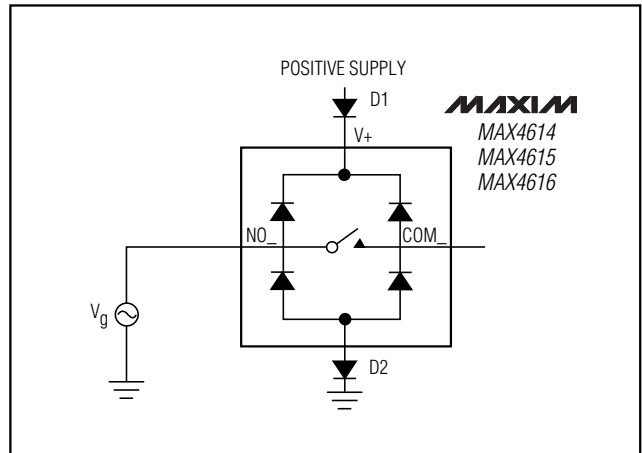 POSITIVE SUPPLY
D1
MAXIM
V+
MAX4614
MAX4615
MAX4616
NO_
COM_
Vg
D2